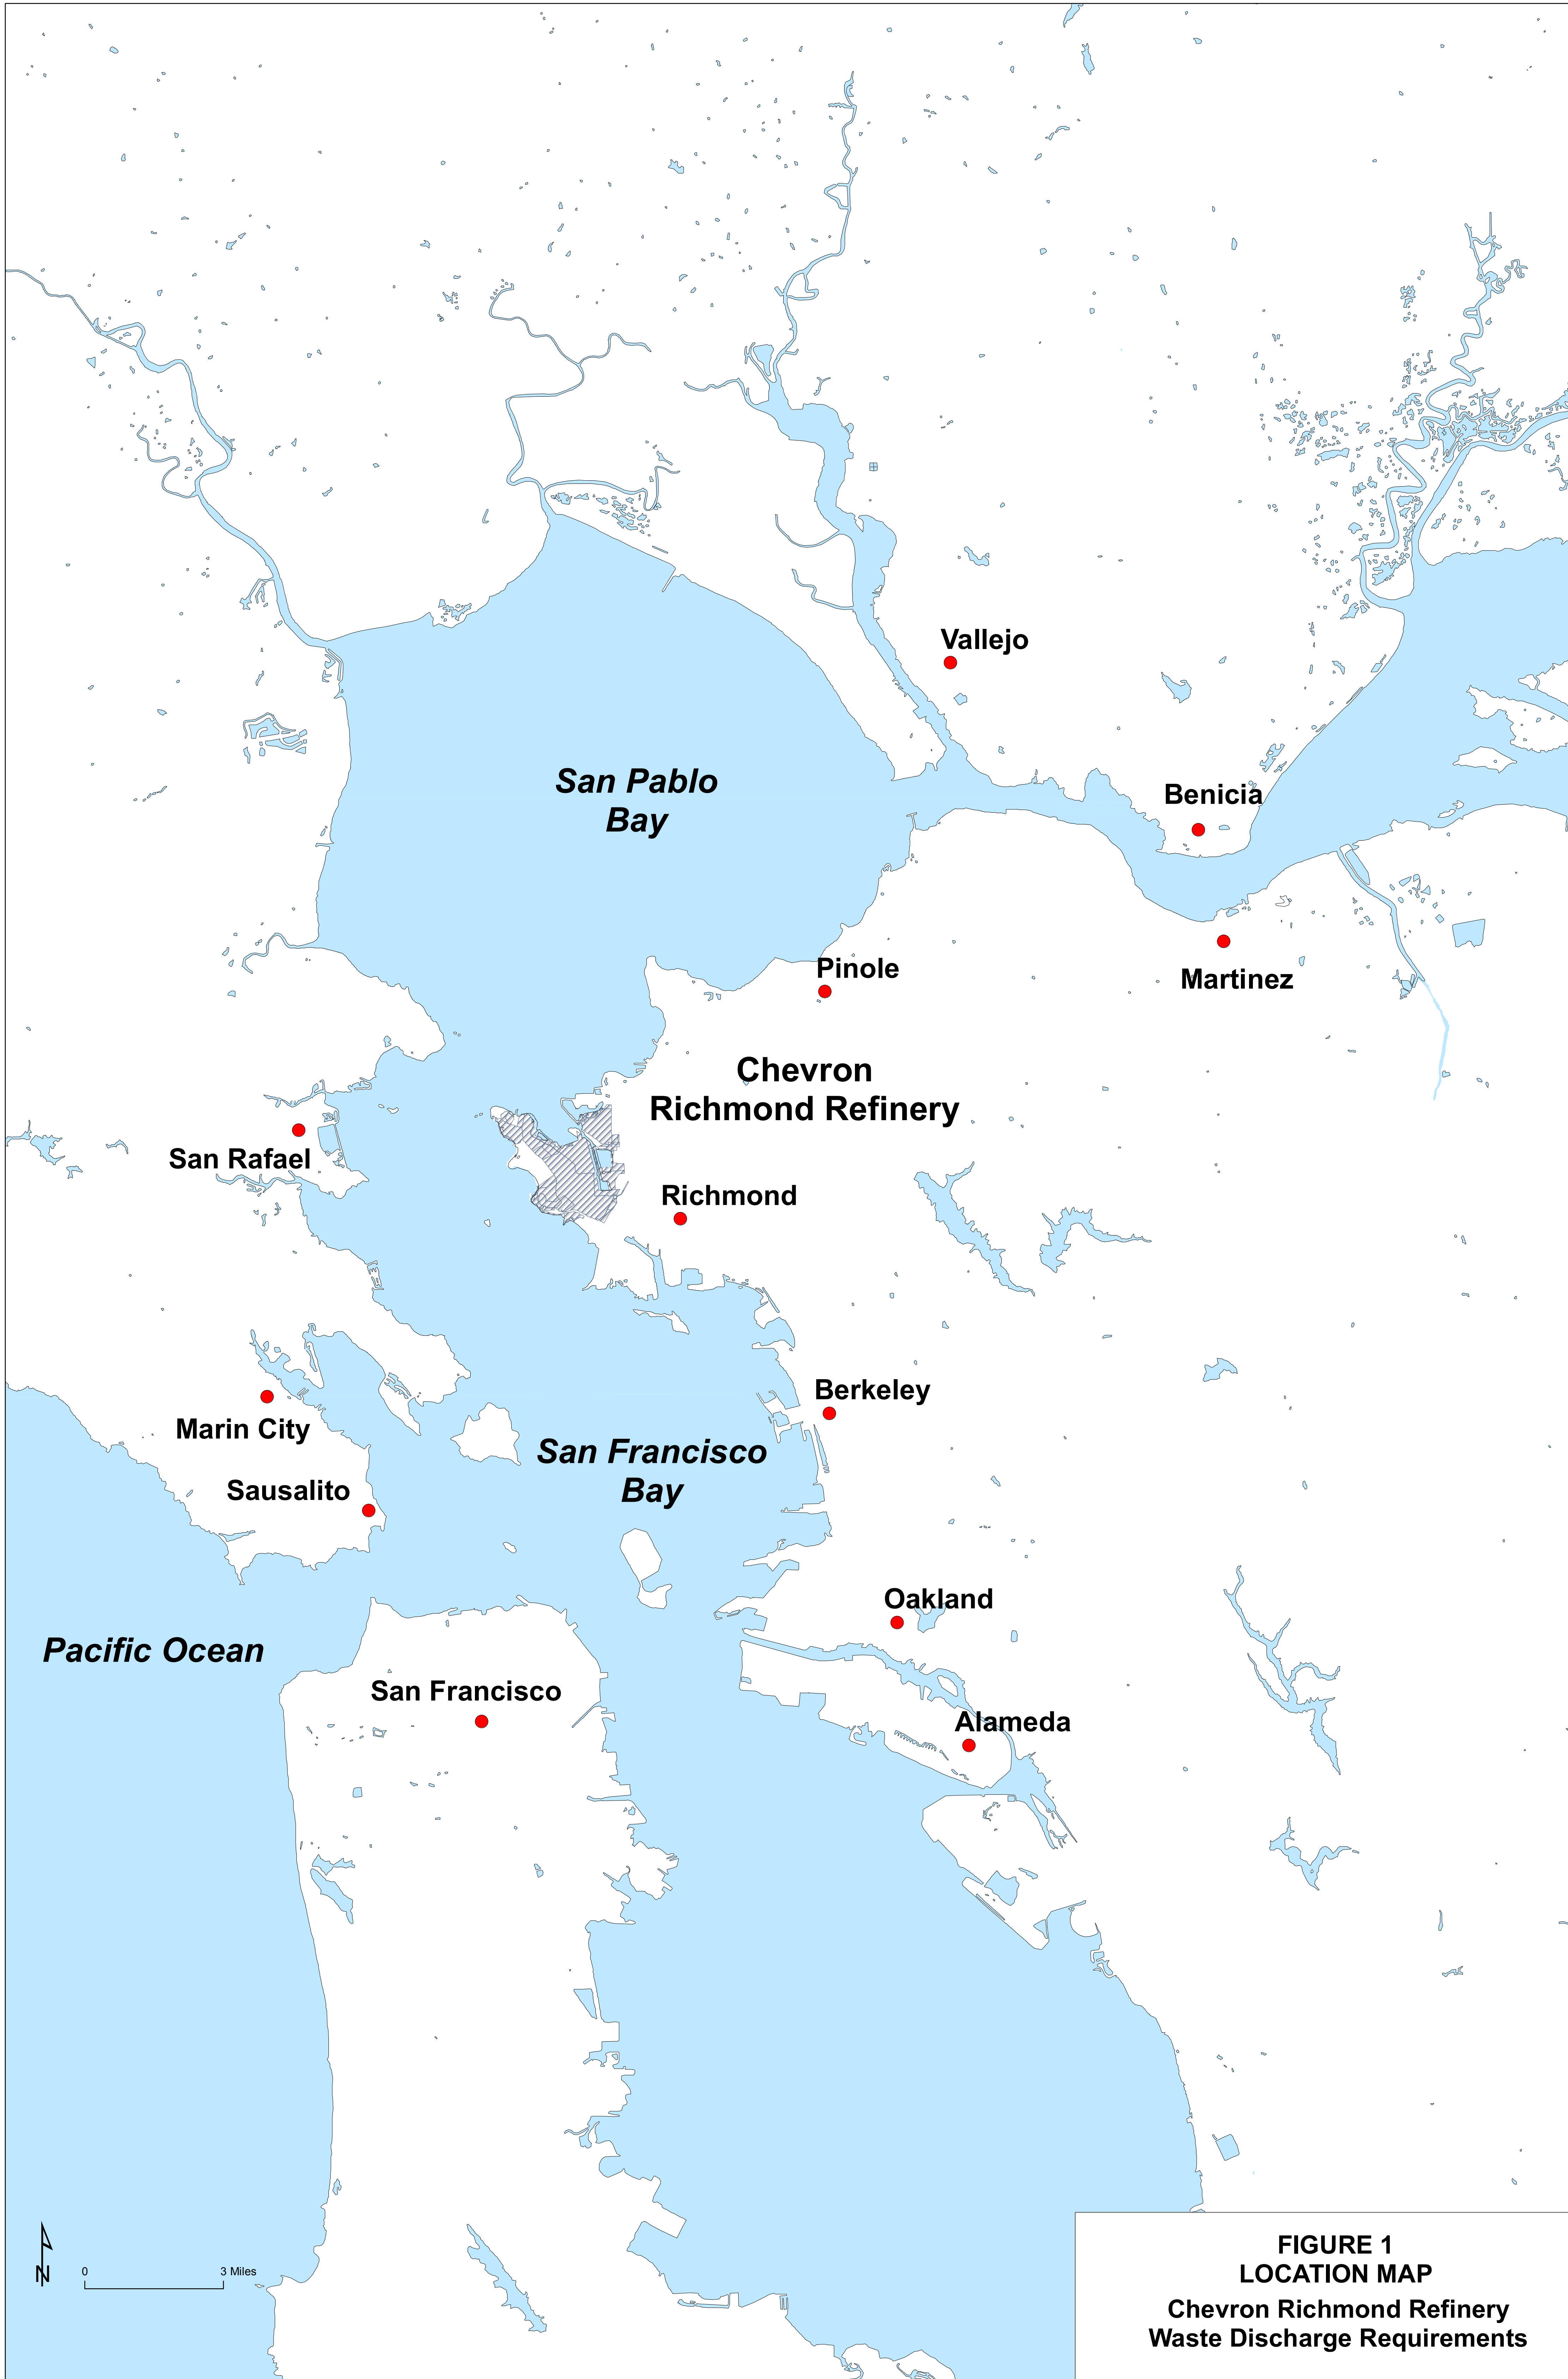 Vallejo
San Pablo
Bay
Benicia
Pinole
Martinez
Chevron
Richmond Refinery
San Rafael
Richmond
Berkeley
Marin City
San Francisco
Bay
Sausalito
Oakland
Pacific Ocean
San Francisco
Alameda
N
0
3 Miles
FIGURE 1
LOCATION MAP
Chevron Richmond Refinery
Waste Discharge Requirements